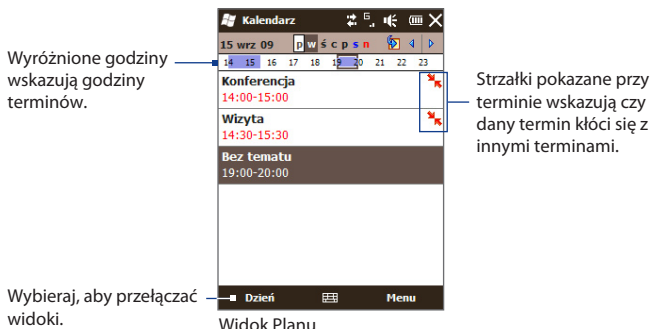 Kalendarz
15 wrz 09 p w ś c p s n
14 15 16 17 18 19 20 21 22 23
Konferencja
14:00-15:00
Wizyta
14:30-15:30
Bez tematu
19:00-20:00
Dzień Menu
Wyróżnione godziny
wskazują godziny
terminów.
Strzałki pokazane przy
terminie wskazują czy
dany termin kłóci się z
innymi terminami.
Wybieraj, aby przełączać
widoki.
Widok Planu